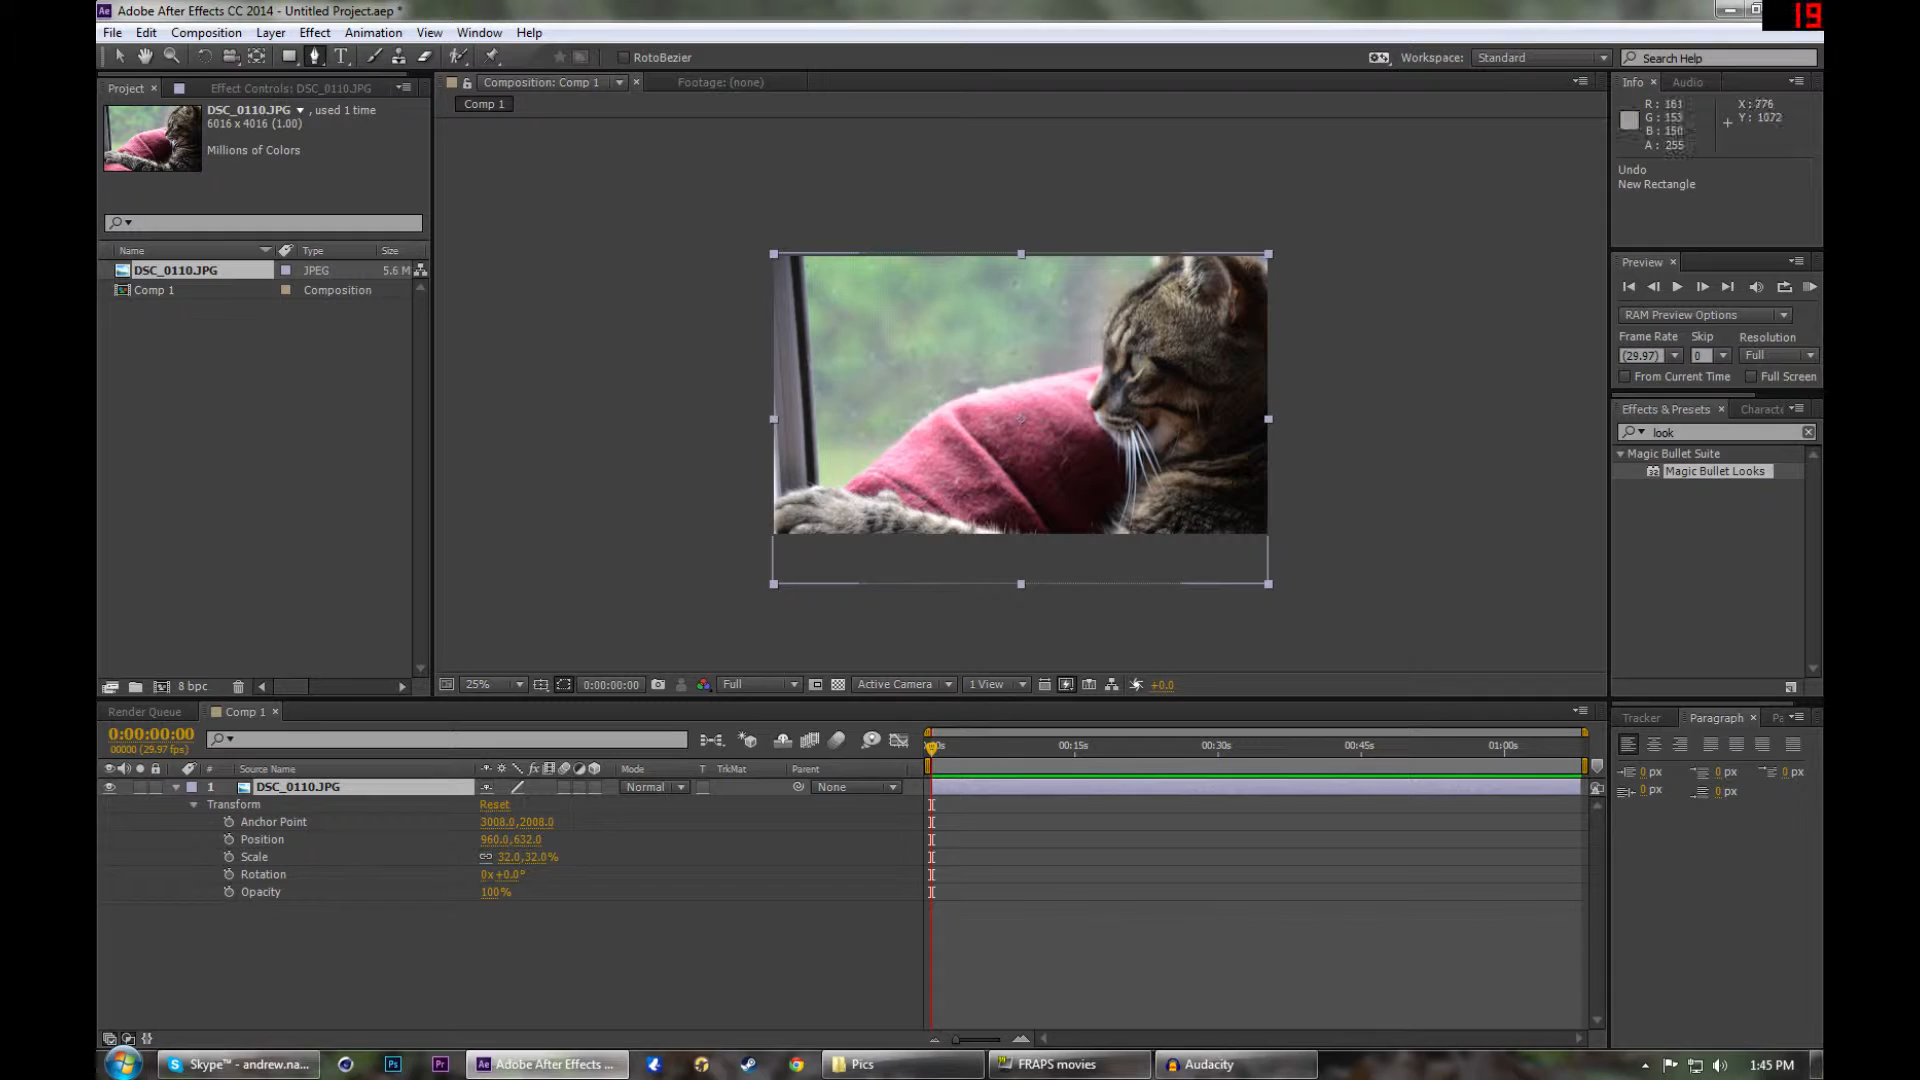 Adobe After Effects CC 2014 - Untitled Project.aep *
19
File Edit Composition Layer Effect Animation View Window Help
RotoBezier
Workspace: Standard
Search Help
Project
Effect Controls: DSC_0110.JPG
Composition: Comp 1
Footage: (none)
Info
Audio
DSC_0110.JPG , used 1 time
6016 x 4016 (1.00)
Millions of Colors
Comp 1
R : 161
G : 153
B : 150
A : 255
X : 776
Y : 1072
Undo
New Rectangle
Name Type Size
DSC_0110.JPG JPEG 5.6 M
Comp 1 Composition
Preview
RAM Preview Options
Frame Rate Skip Resolution
(29.97) 0 Full
From Current Time Full Screen
Effects & Presets
look
Magic Bullet Suite
32 Magic Bullet Looks
8 bpc
25% 0:00:00:00 Full Active Camera 1 View +0.0
Render Queue Comp 1
Tracker Paragraph
0:00:00:00
00000 (29.97 fps)
00:15s 00:30s 00:45s 01:00s
# Source Name Mode T TrkMat Parent
1 DSC_0110.JPG Normal None
Transform Reset
Anchor Point 3008.0,2008.0
Position 960.0,632.0
Scale 32.0,32.0%
Rotation 0x+0.0°
Opacity 100%
0 px 0 px 0 px
0 px 0 px
Skype™ - andrew.na...
Ps
Pr
Ae Adobe After Effects ...
Pics
FRAPS movies
Audacity
1:45 PM